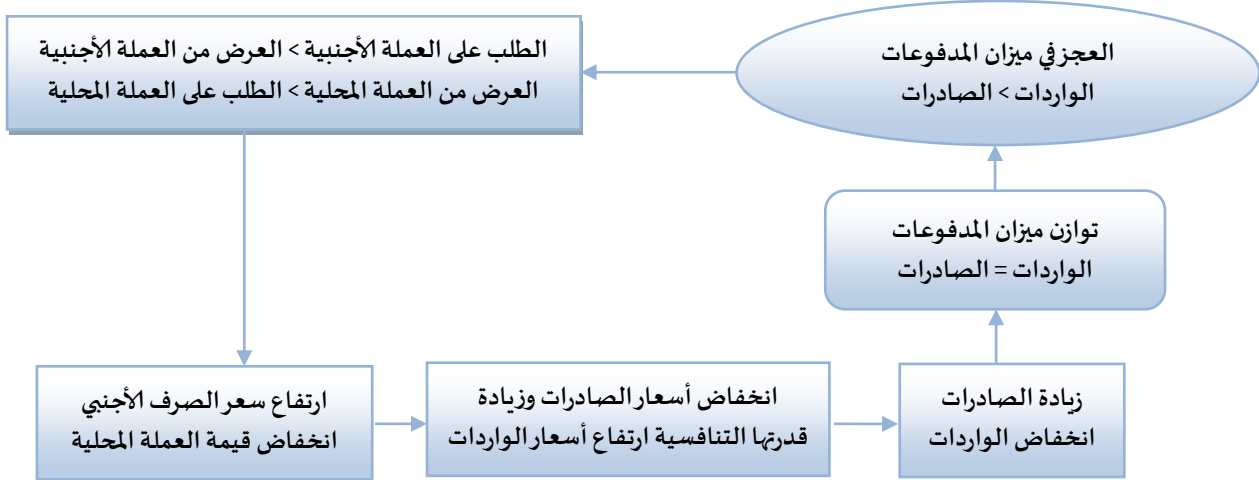 العجز في ميزان المدفوعات
الواردات > الصادرات
الطلب على العملة الأجنبية > العرض من العملة الأجنبية
العرض من العملة المحلية > الطلب على العملة المحلية
ارتفاع سعر الصرف الأجنبي
انخفاض قيمة العملة المحلية
انخفاض أسعار الصادرات وزيادة
قدرتها التنافسية ارتفاع أسعار الواردات
زيادة الصادرات
انخفاض الواردات
توازن ميزان المدفوعات
الواردات = الصادرات